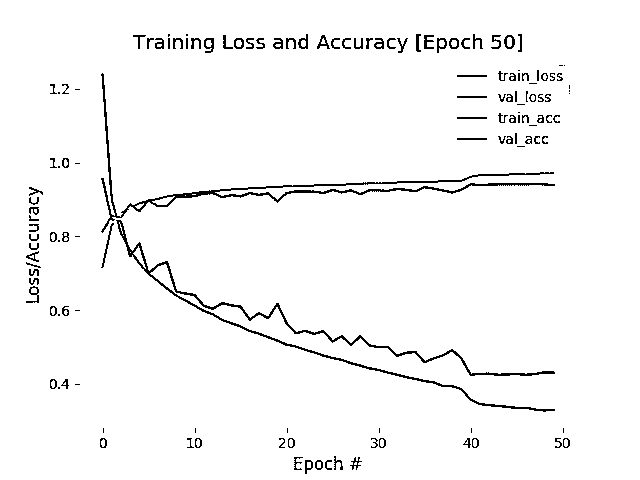 Training Loss and Accuracy [Epoch 50]
train_loss
val_loss
train_acc
val_acc
1.2
1.0
0.8
0.6
0.4
Loss/Accuracy
0 10 20 30 40 50
Epoch #